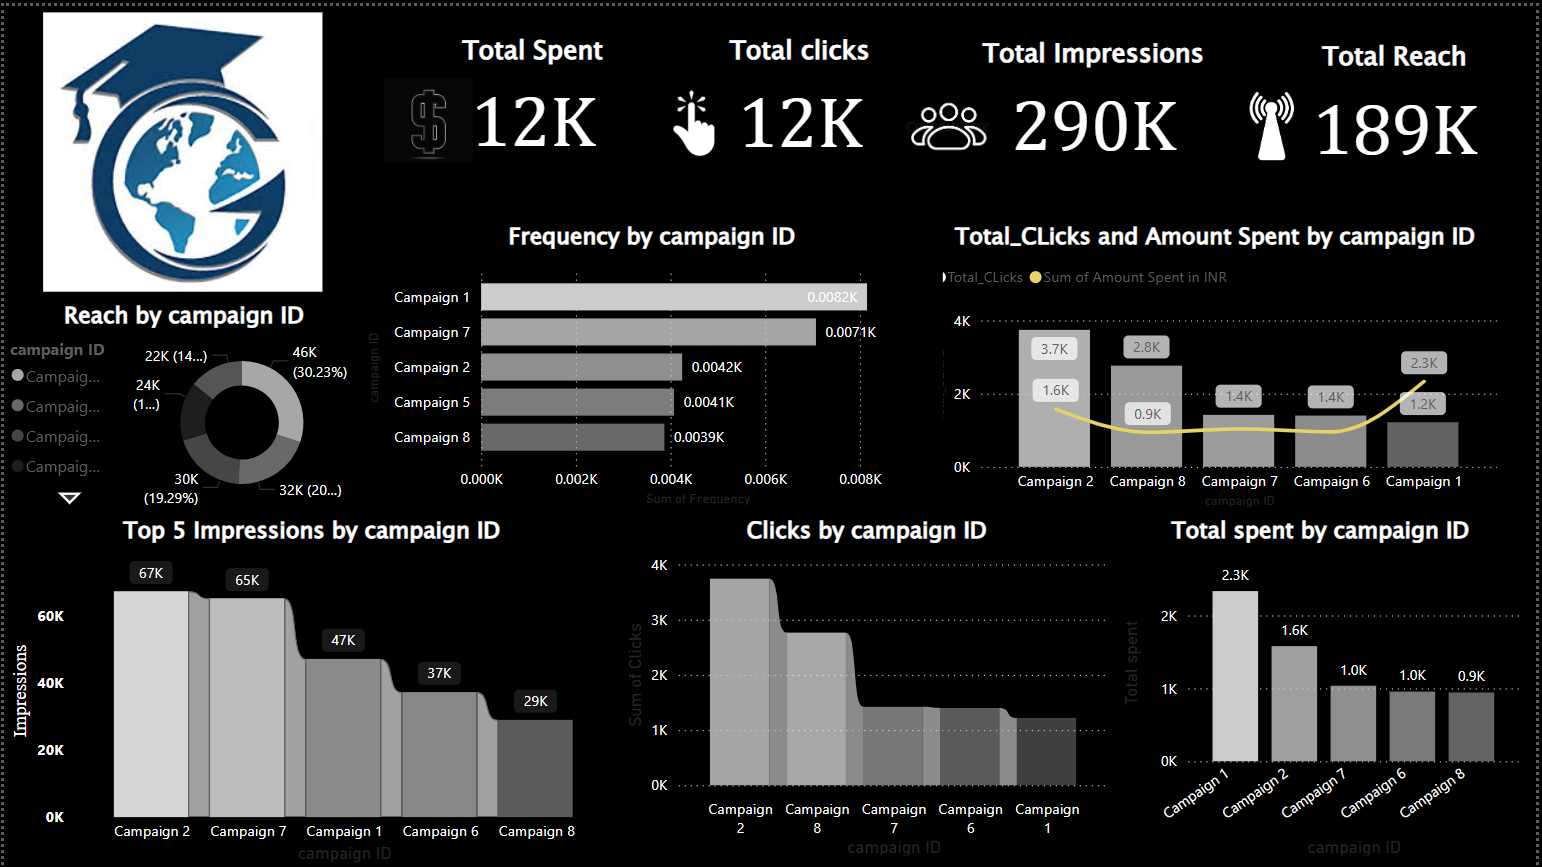 Total Spent
12K
Total clicks
12K
Total Impressions
290K
Total Reach
189K
Reach by campaign ID
campaign ID
Campaig...
Campaig...
Campaig...
Campaig...
46K
(30.23%)
32K (20...)
30K
(19.29%)
24K
(1...)
22K (14...)
Frequency by campaign ID
campaign ID
Campaign 1
0.0082K
Campaign 7
0.0071K
Campaign 2
0.0042K
Campaign 5
0.0041K
Campaign 8
0.0039K
0.000K 0.002K 0.004K 0.006K 0.008K
Sum of Frequency
Total_CLicks and Amount Spent by campaign ID
Total_CLicks Sum of Amount Spent in INR
4K
2K
0K
3.7K
2.8K
1.4K
1.4K
1.2K
1.6K
0.9K
2.3K
Campaign 2 Campaign 8 Campaign 7 Campaign 6 Campaign 1
campaign ID
Top 5 Impressions by campaign ID
Impressions
60K
40K
20K
0K
67K
65K
47K
37K
29K
Campaign 2 Campaign 7 Campaign 1 Campaign 6 Campaign 8
campaign ID
Clicks by campaign ID
Sum of Clicks
4K
3K
2K
1K
0K
Campaign Campaign Campaign Campaign Campaign
2 8 7 6 1
campaign ID
Total spent by campaign ID
Total spent
2K
1K
0K
2.3K
1.6K
1.0K
1.0K
0.9K
Campaign 1 Campaign 2 Campaign 7 Campaign 6 Campaign 8
campaign ID